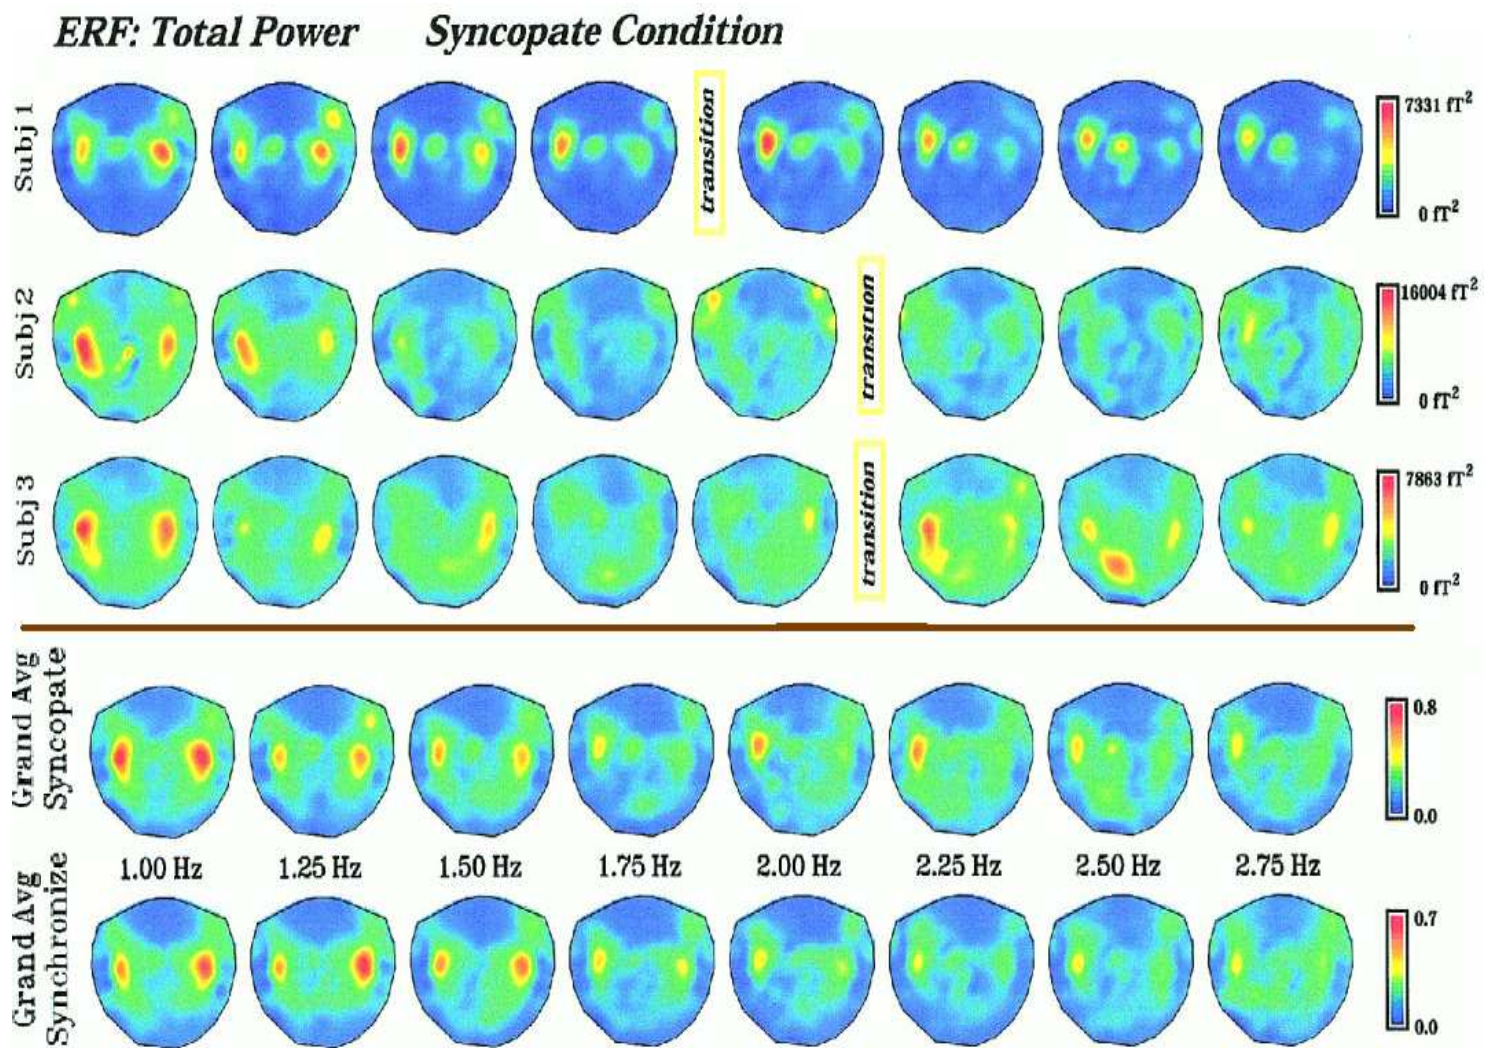 ERF: Total Power Syncopate Condition
Subj 1
transition
7331 fT²
0 fT²
Subj 2
transition
16004 fT²
0 fT²
Subj 3
transition
7863 fT²
0 fT²
Grand Avg
Syncopate
0.8
0.0
1.00 Hz 1.25 Hz 1.50 Hz 1.75 Hz 2.00 Hz 2.25 Hz 2.50 Hz 2.75 Hz
Grand Avg
Synchronize
0.7
0.0